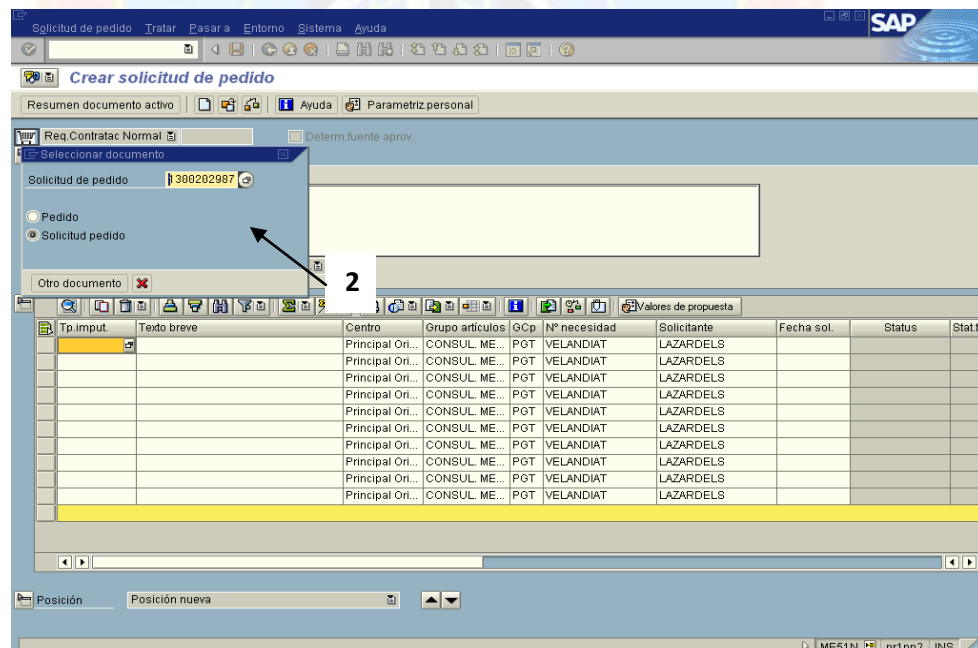 Solicitud de pedido Tratar Pasar a Entorno Sistema Ayuda
SAP
Crear solicitud de pedido
Resumen documento activo Ayuda Parametriz.personal
Req.Contratac Normal Determ.fuente aprov.
Seleccionar documento
Solicitud de pedido 1300202987
Pedido
Solicitud pedido
Otro documento
2
Valores de propuesta
Tp.imput. Texto breve Centro Grupo artículos GCp Nº necesidad Solicitante Fecha sol. Status Stat.t
Principal Ori... CONSUL. ME... PGT VELANDIAT LAZARDELS
Principal Ori... CONSUL. ME... PGT VELANDIAT LAZARDELS
Principal Ori... CONSUL. ME... PGT VELANDIAT LAZARDELS
Principal Ori... CONSUL. ME... PGT VELANDIAT LAZARDELS
Principal Ori... CONSUL. ME... PGT VELANDIAT LAZARDELS
Principal Ori... CONSUL. ME... PGT VELANDIAT LAZARDELS
Principal Ori... CONSUL. ME... PGT VELANDIAT LAZARDELS
Principal Ori... CONSUL. ME... PGT VELANDIAT LAZARDELS
Principal Ori... CONSUL. ME... PGT VELANDIAT LAZARDELS
Principal Ori... CONSUL. ME... PGT VELANDIAT LAZARDELS
Posición Posición nueva
ME51N INS